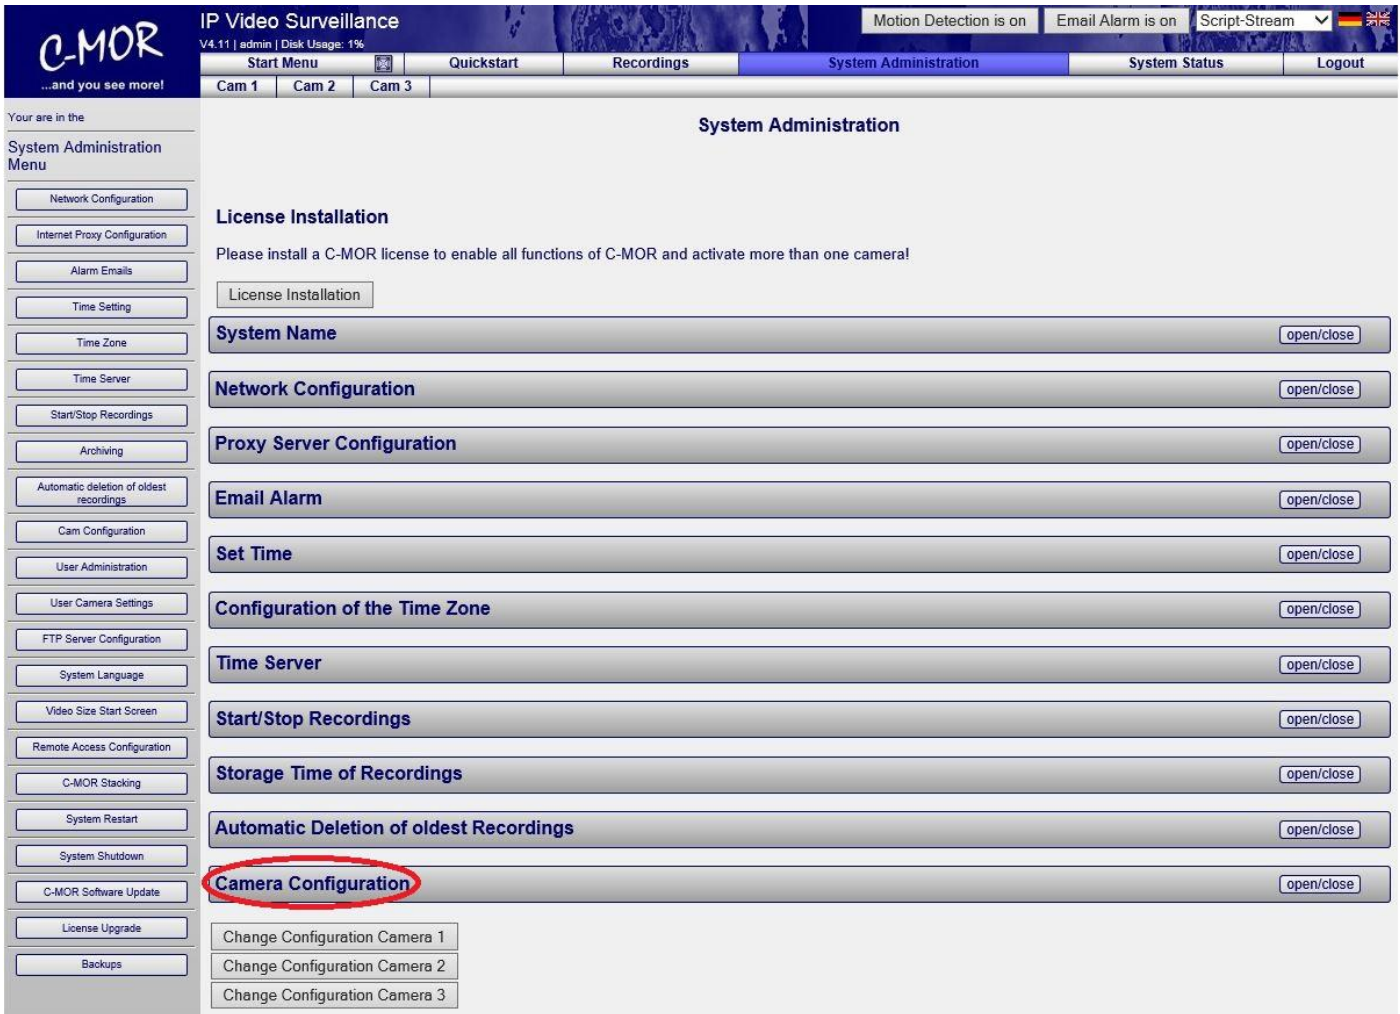 C-MOR
...and you see more!
IP Video Surveillance
V4.11 | admin | Disk Usage: 1%
Motion Detection is on
Email Alarm is on
Script-Stream
Start Menu
Quickstart
Recordings
System Administration
System Status
Logout
Cam 1
Cam 2
Cam 3
Your are in the
System Administration
Menu
Network Configuration
Internet Proxy Configuration
Alarm Emails
Time Setting
Time Zone
Time Server
Start/Stop Recordings
Archiving
Automatic deletion of oldest
recordings
Cam Configuration
User Administration
User Camera Settings
FTP Server Configuration
System Language
Video Size Start Screen
Remote Access Configuration
C-MOR Stacking
System Restart
System Shutdown
C-MOR Software Update
License Upgrade
Backups
System Administration
License Installation
Please install a C-MOR license to enable all functions of C-MOR and activate more than one camera!
License Installation
System Name open/close
Network Configuration open/close
Proxy Server Configuration open/close
Email Alarm open/close
Set Time open/close
Configuration of the Time Zone open/close
Time Server open/close
Start/Stop Recordings open/close
Storage Time of Recordings open/close
Automatic Deletion of oldest Recordings open/close
Camera Configuration open/close
Change Configuration Camera 1
Change Configuration Camera 2
Change Configuration Camera 3